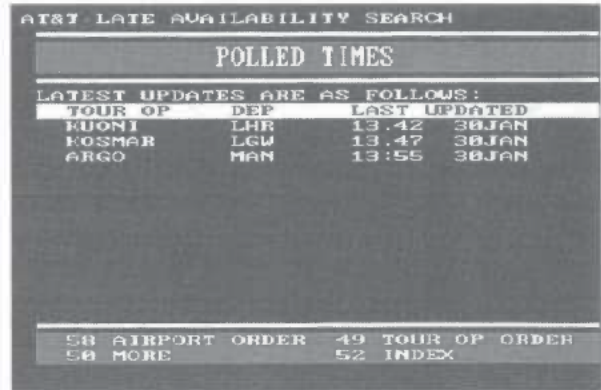 AT&T LATE AVAILABILITY SEARCH
POLLED TIMES
LATEST UPDATES ARE AS FOLLOWS:
TOUR OP DEP LAST UPDATED
KUONI LHR 13.42 30JAN
KOSMAR LGW 13.47 30JAN
ARGO MAN 13:55 30JAN
58 AIRPORT ORDER 49 TOUR OP ORDER
50 MORE 52 INDEX